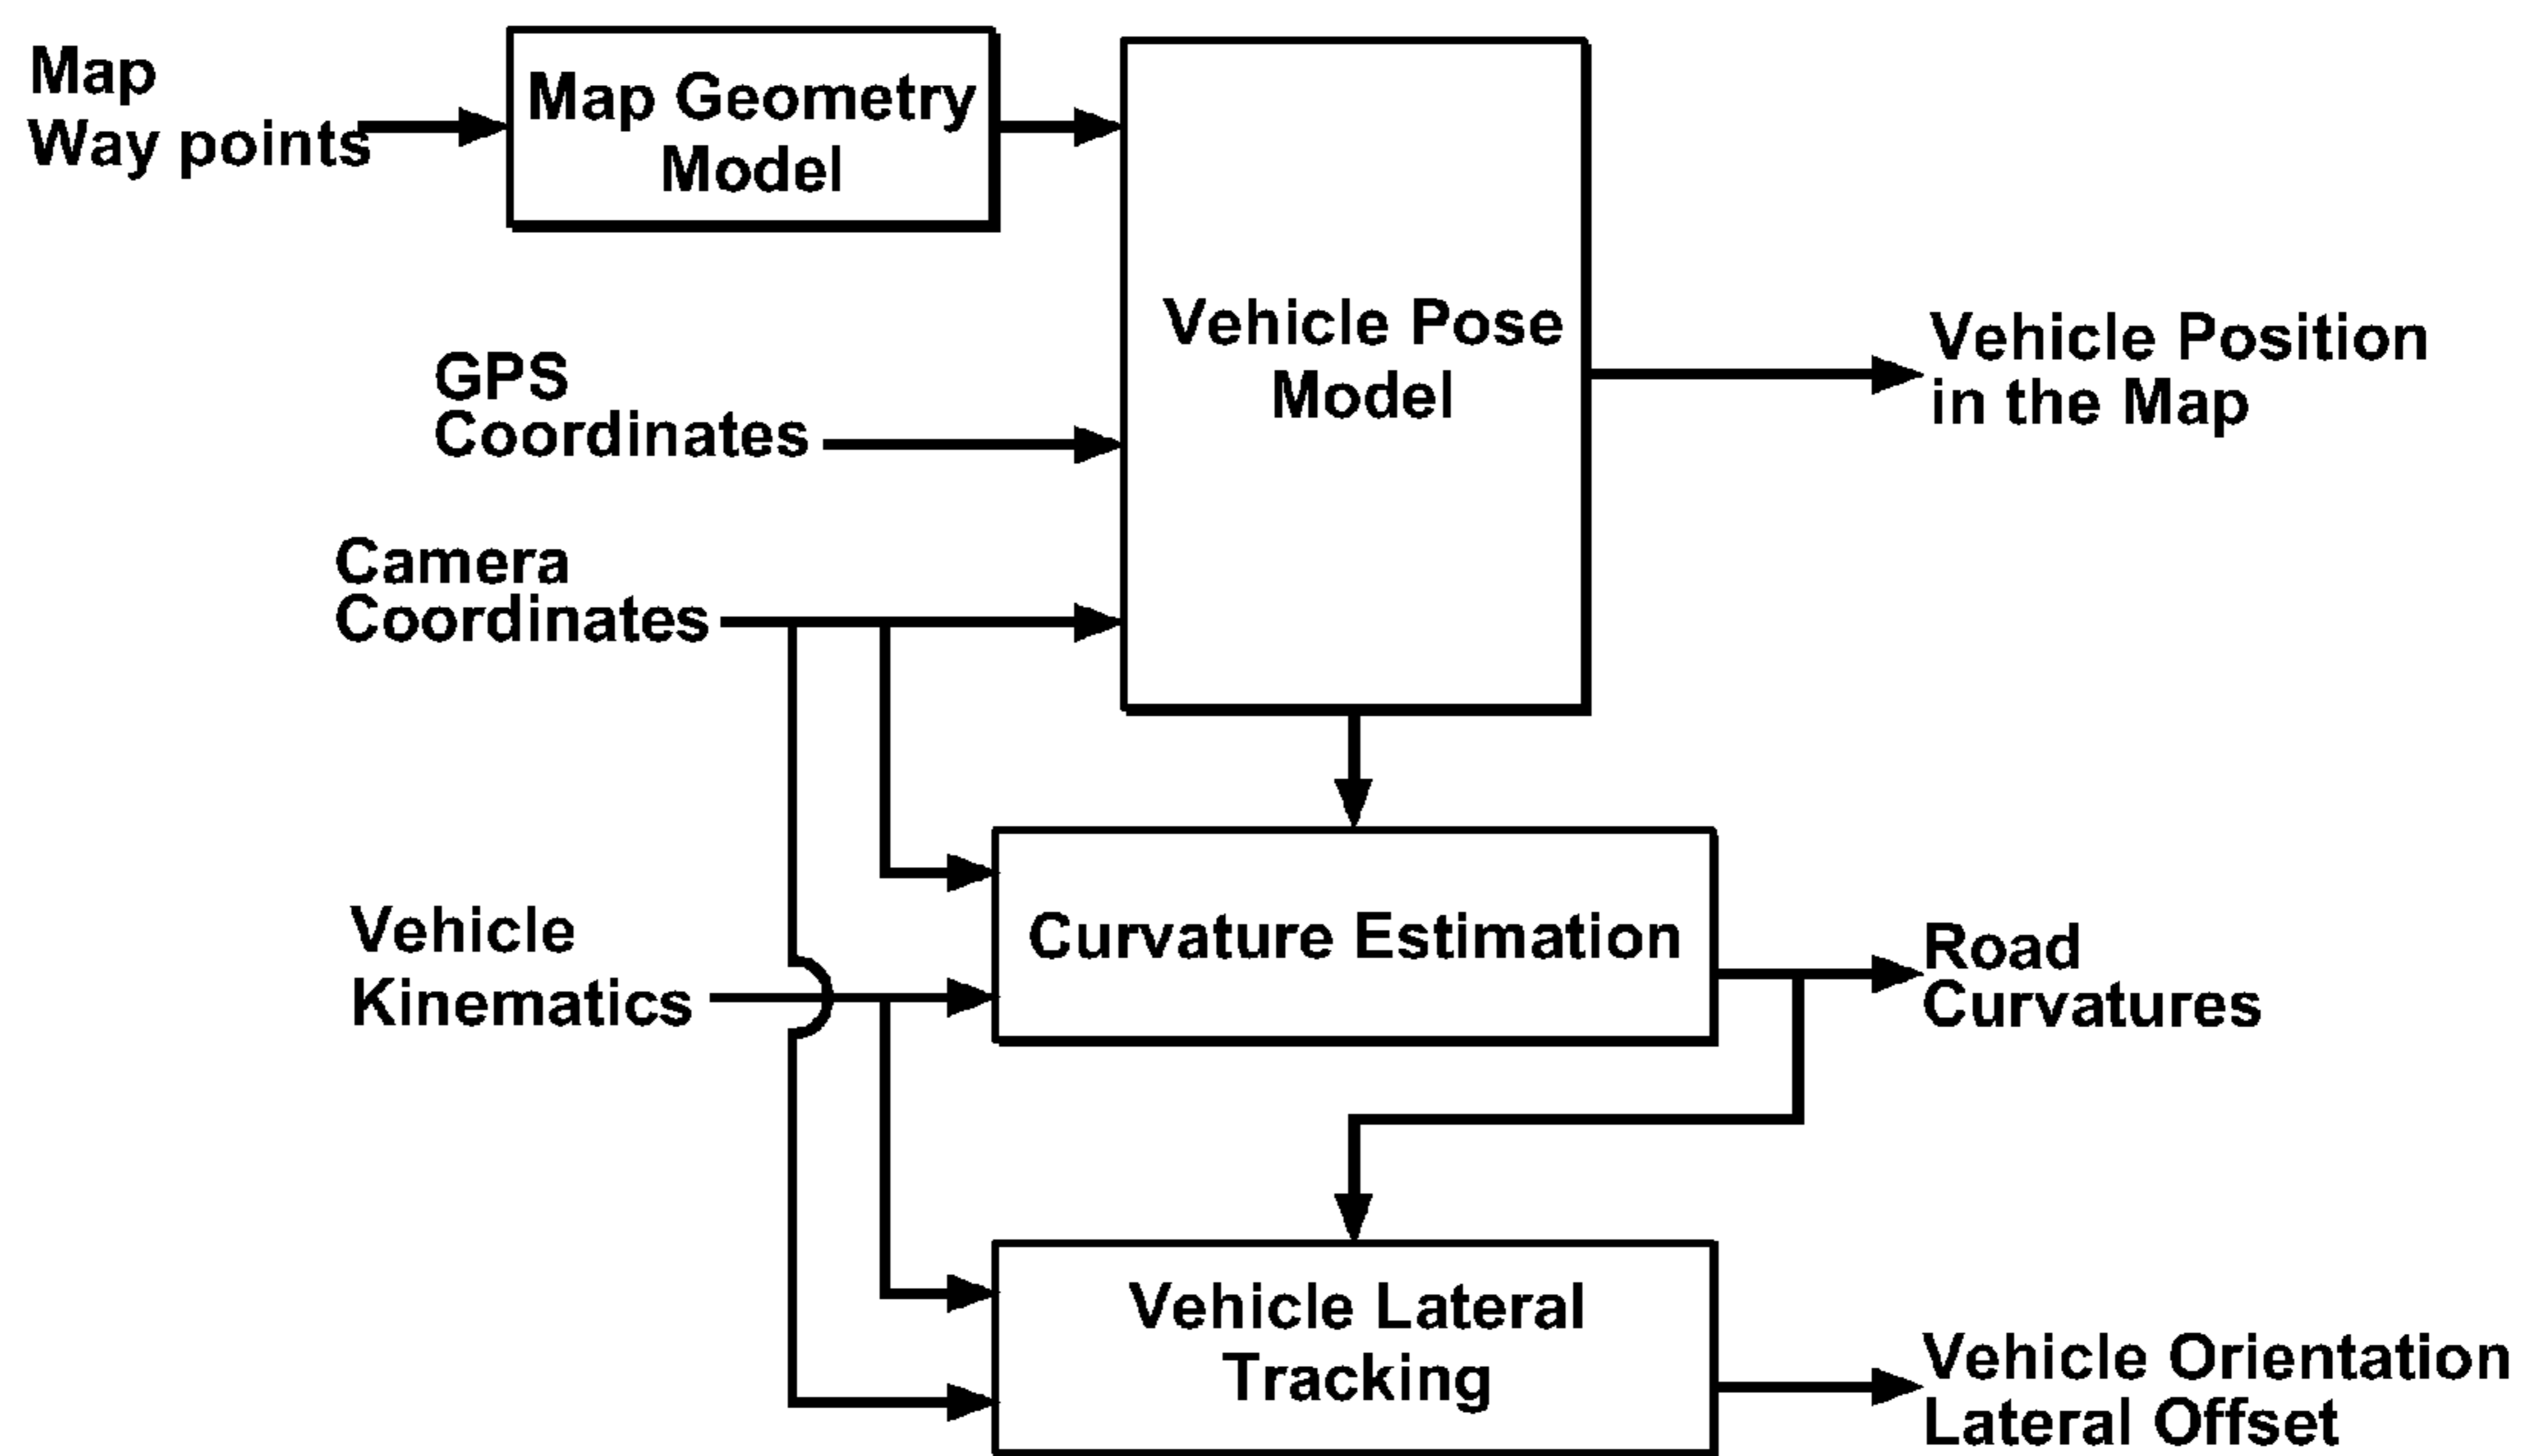 Map
Way points
Map Geometry
Model
Vehicle Pose
Model
GPS
Coordinates
Camera
Coordinates
Vehicle Position
in the Map
Vehicle
Kinematics
Curvature Estimation
Road
Curvatures
Vehicle Lateral
Tracking
Vehicle Orientation
Lateral Offset